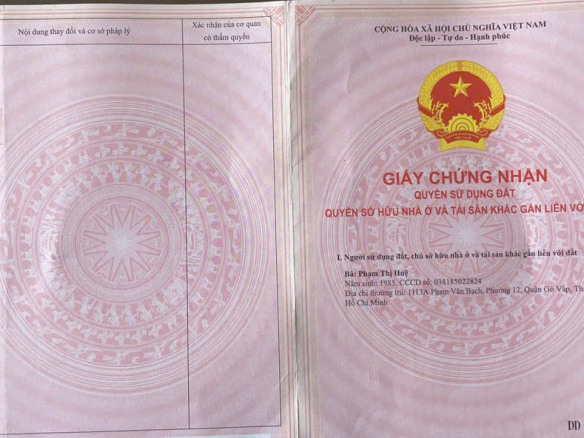 Nội dung thay đổi và cơ sở pháp lý
Xác nhận của cơ quan
có thẩm quyền
CỘNG HÒA XÃ HỘI CHỦ NGHĨA VIỆT NAM
Độc lập - Tự do - Hạnh phúc
GIẤY CHỨNG NHẬN
QUYỀN SỬ DỤNG ĐẤT
QUYỀN SỞ HỮU NHÀ Ở VÀ TÀI SẢN KHÁC GẮN LIỀN VỚ
I. Người sử dụng đất, chủ sở hữu nhà ở và tài sản khác gắn liền với đất
Bà: Phạm Thị Huệ
Năm sinh: 1985, CCCD số: 038185022824
Địa chỉ thường trú: 1113A Phạm Văn Bạch, Phường 12, Quận Gò Vấp, Th
Hồ Chí Minh
DD